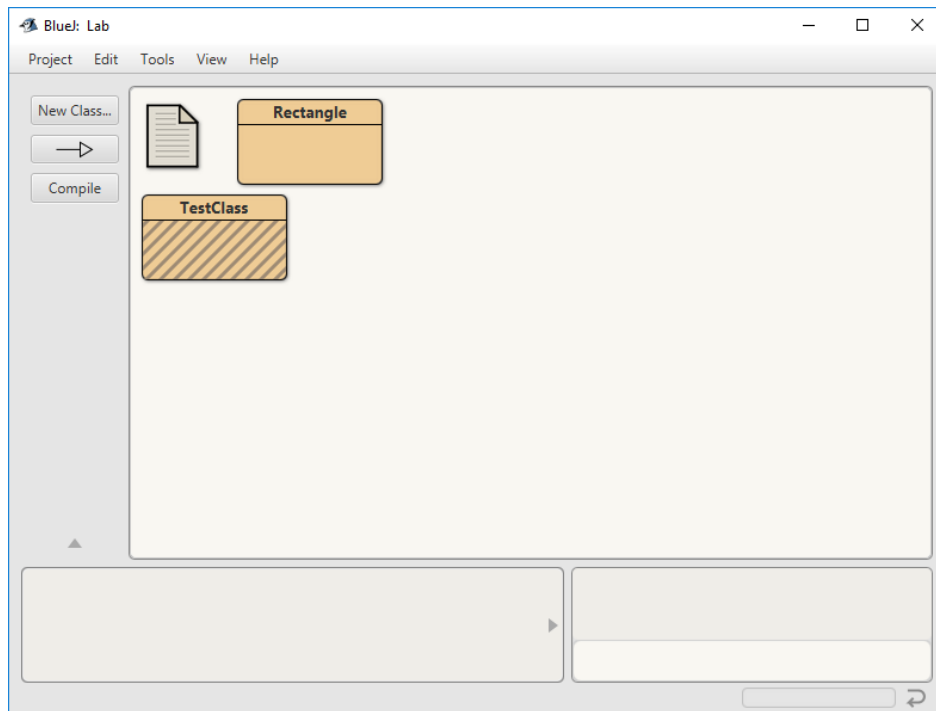 BlueJ: Lab
Project Edit Tools View Help
New Class...
Compile
Rectangle
TestClass